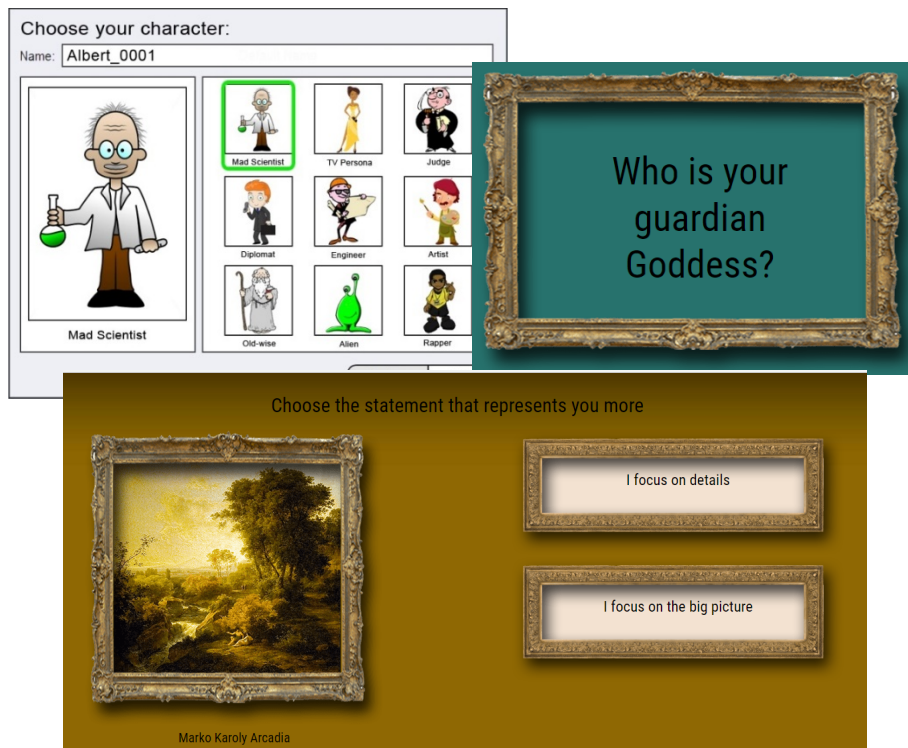 Choose your character:
Name: Albert_0001
Mad Scientist
Mad Scientist
TV Persona
Judge
Diplomat
Engineer
Artist
Old-wise
Alien
Rapper
Who is your
guardian
Goddess?
Choose the statement that represents you more
I focus on details
I focus on the big picture
Marko Karoly Arcadia